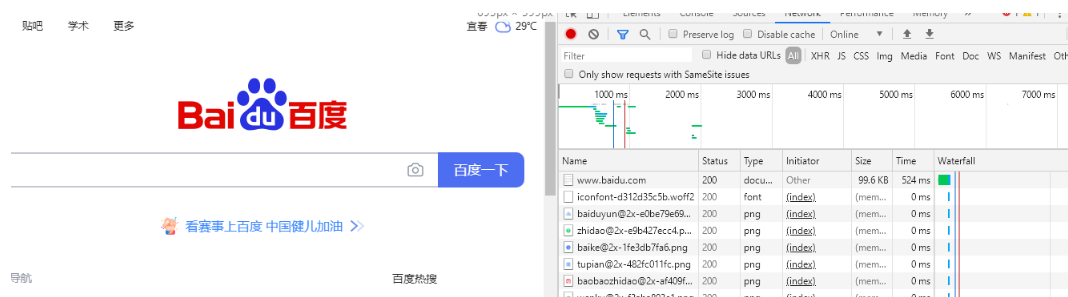 贴吧 学术 更多 宜春 29°C
Bai du 百度
百度一下
看赛事上百度 中国健儿加油
导航 百度热搜
Elements Console Sources Network Performance Memory
Preserve log Disable cache Online
Filter Hide data URLs All XHR JS CSS Img Media Font Doc WS Manifest Oth
Only show requests with SameSite issues
1000 ms 2000 ms 3000 ms 4000 ms 5000 ms 6000 ms 7000 ms
Name Status Type Initiator Size Time Waterfall
www.baidu.com 200 docu... Other 99.6 KB 524 ms
iconfont-d312d35c5b.woff2 200 font (index) (mem... 0 ms
baiduyun@2x-e0be79e69... 200 png (index) (mem... 0 ms
zhidao@2x-e9b427ecc4.p... 200 png (index) (mem... 0 ms
baike@2x-1fe3db7fa6.png 200 png (index) (mem... 0 ms
tupian@2x-482fc011fc.png 200 png (index) (mem... 0 ms
baobaozhidao@2x-af409f... 200 png (index) (mem... 0 ms
200 png (index) (mem... 0 ms